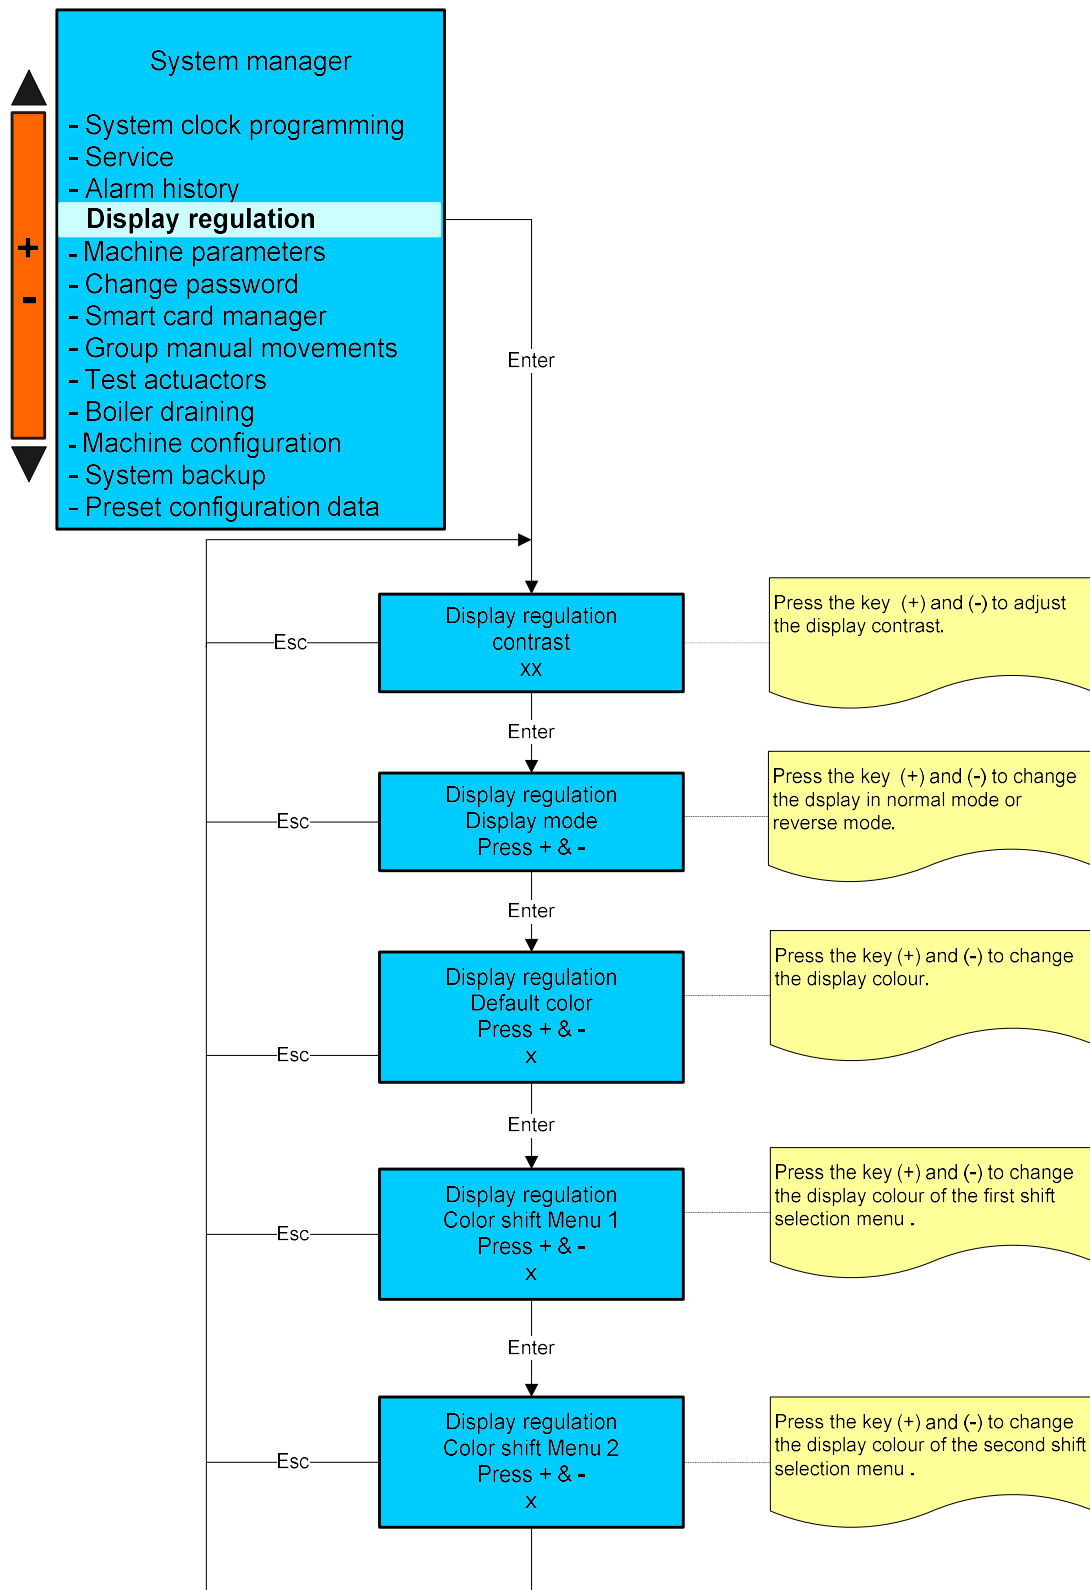 System manager
- System clock programming
- Service
- Alarm history
Display regulation
- Machine parameters
- Change password
- Smart card manager
- Group manual movements
- Test actuactors
- Boiler draining
- Machine configuration
- System backup
- Preset configuration data
+
-
Enter
Display regulation
contrast
xx
Esc
Press the key (+) and (-) to adjust
the display contrast.
Enter
Display regulation
Display mode
Press + & -
Esc
Press the key (+) and (-) to change
the dsplay in normal mode or
reverse mode.
Enter
Display regulation
Default color
Press + & -
x
Esc
Press the key (+) and (-) to change
the display colour.
Enter
Display regulation
Color shift Menu 1
Press + & -
x
Esc
Press the key (+) and (-) to change
the display colour of the first shift
selection menu .
Enter
Display regulation
Color shift Menu 2
Press + & -
x
Esc
Press the key (+) and (-) to change
the display colour of the second shift
selection menu .